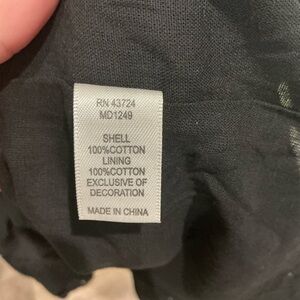 RN 43724
MD1249
SHELL
100%COTTON
LINING
100%COTTON
EXCLUSIVE OF
DECORATION
MADE IN CHINA